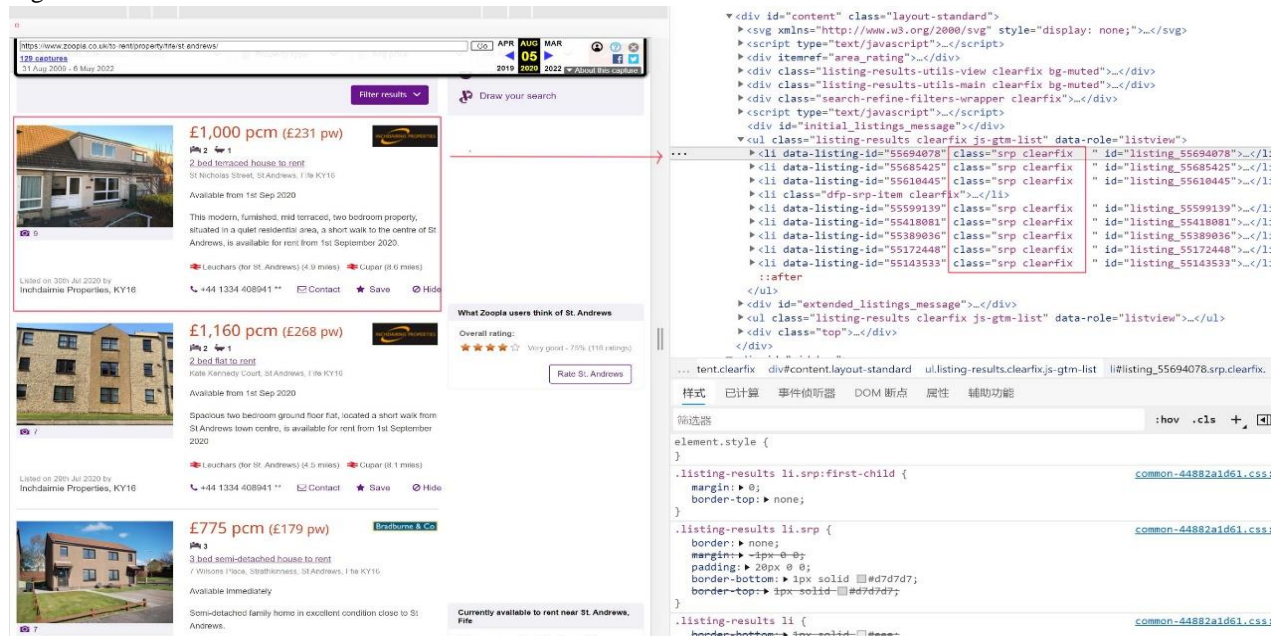 https://www.zoopla.co.uk/to-rent/property/fife/st-andrews/
Go
APR AUG MAR
129 captures
05
31 Aug 2009 - 6 May 2022
2019 2020 2022
About this capture
Filter results
Draw your search
£1,000 pcm (£231 pw)
INCHDAIRNIE PROPERTIES
2 1
2 bed terraced house to rent
St Nicholas Street, St Andrews, Fife KY16
Available from 1st Sep 2020
This modern, furnished, mid terraced, two bedroom property,
situated in a quiet residential area, a short walk to the centre of St
Andrews, is available for rent from 1st September 2020.
9
Leuchars (for St. Andrews) (4.9 miles) Cupar (8.6 miles)
Listed on 30th Jul 2020 by
Inchdairnie Properties, KY16
+44 1334 408941 ** Contact Save Hide
What Zoopla users think of St. Andrews
Overall rating:
Very good - 75% (118 ratings)
Rate St. Andrews
£1,160 pcm (£268 pw)
INCHDAIRNIE PROPERTIES
2 1
2 bed flat to rent
Kate Kennedy Court, St Andrews, Fife KY16
Available from 1st Sep 2020
Spacious two bedroom ground floor flat, located a short walk from
St Andrews town centre, is available for rent from 1st September
2020
7
Leuchars (for St. Andrews) (4.5 miles) Cupar (8.1 miles)
Listed on 29th Jul 2020 by
Inchdairnie Properties, KY16
+44 1334 408941 ** Contact Save Hide
£775 pcm (£179 pw)
Bradburne & Co
3
3 bed semi-detached house to rent
7 Wilsons Place, Strathkinness, St Andrews, Fife KY16
Available immediately
Semi-detached family home in excellent condition close to St
Andrews.
7
Currently available to rent near St. Andrews,
Fife
<div id="content" class="layout-standard">
<svg xmlns="http://www.w3.org/2000/svg" style="display: none;">…</svg>
<script type="text/javascript">…</script>
<div itemref="area_rating">…</div>
<div class="listing-results-utils-view clearfix bg-muted">…</div>
<div class="listing-results-utils-main clearfix bg-muted">…</div>
<div class="search-refine-filters-wrapper clearfix">…</div>
<script type="text/javascript">…</script>
<div id="initial_listings_message"></div>
<ul class="listing-results clearfix js-gtm-list" data-role="listview">
... <li data-listing-id="55694078" class="srp clearfix " id="listing_55694078">…</li
<li data-listing-id="55685425" class="srp clearfix " id="listing_55685425">…</li
<li data-listing-id="55610445" class="srp clearfix " id="listing_55610445">…</li
<li class="dfp-srp-item clearfix">…</li>
<li data-listing-id="55599139" class="srp clearfix " id="listing_55599139">…</li
<li data-listing-id="55418081" class="srp clearfix " id="listing_55418081">…</li
<li data-listing-id="55389036" class="srp clearfix " id="listing_55389036">…</li
<li data-listing-id="55172448" class="srp clearfix " id="listing_55172448">…</li
<li data-listing-id="55143533" class="srp clearfix " id="listing_55143533">…</li
::after
</ul>
<div id="extended_listings_message">…</div>
<ul class="listing-results clearfix js-gtm-list" data-role="listview">…</ul>
<div class="top">…</div>
</div>
... tent.clearfix div#content.layout-standard ul.listing-results.clearfix.js-gtm-list li#listing_55694078.srp.clearfix.
样式 已计算 事件侦听器 DOM 断点 属性 辅助功能
筛选器 :hov .cls +
element.style {
}
.listing-results li.srp:first-child { common-44882a1d61.css:
margin: 0;
border-top: none;
}
.listing-results li.srp { common-44882a1d61.css:
border: none;
margin: -1px 0 0;
padding: 20px 0 0;
border-bottom: 1px solid #d7d7d7;
border-top: 1px solid #d7d7d7;
}
.listing-results li { common-44882a1d61.css:
border-bottom: 1px solid #eee;